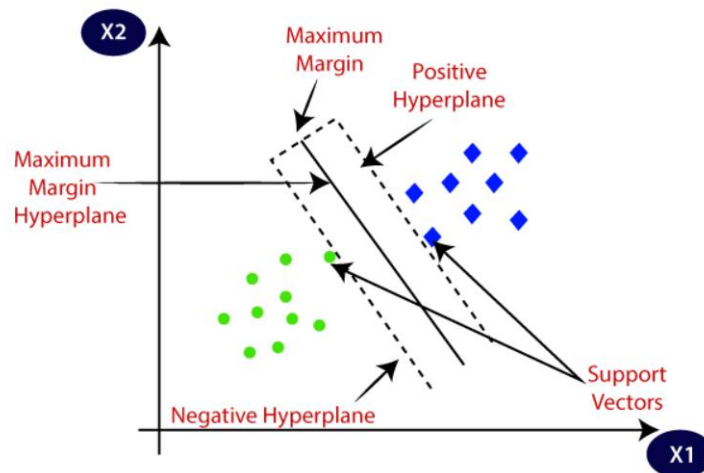 X2
Maximum
Margin
Positive
Hyperplane
Maximum
Margin
Hyperplane
Support
Vectors
Negative Hyperplane
X1